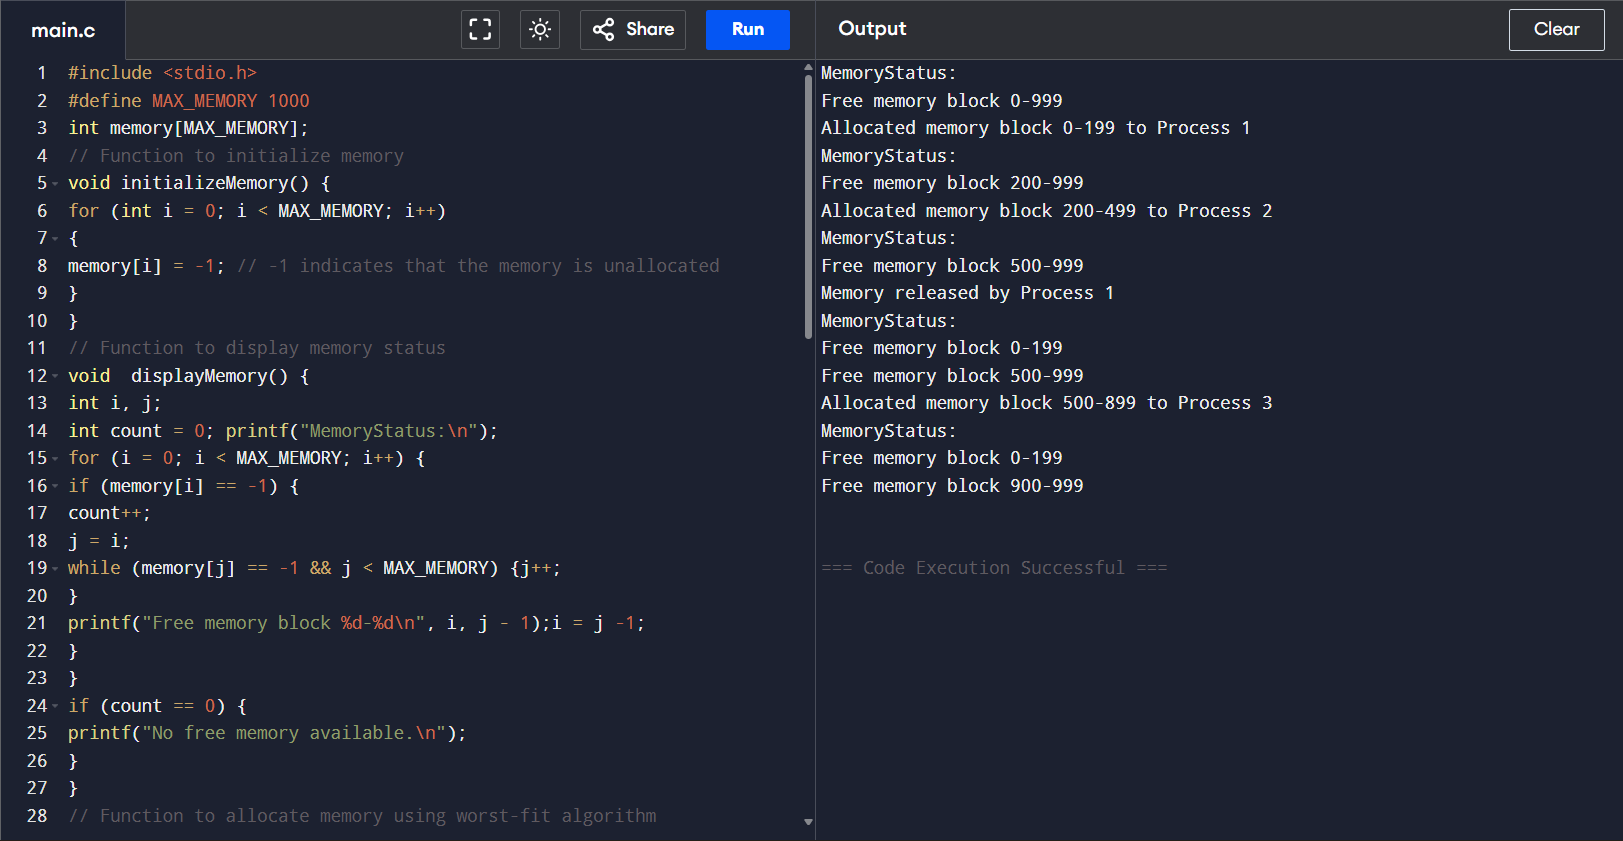 main.c
Share
Run
Output
Clear
1 #include <stdio.h>
2 #define MAX_MEMORY 1000
3 int memory[MAX_MEMORY];
4 // Function to initialize memory
5 void initializeMemory() {
6 for (int i = 0; i < MAX_MEMORY; i++)
7 {
8 memory[i] = -1; // -1 indicates that the memory is unallocated
9 }
10 }
11 // Function to display memory status
12 void  displayMemory() {
13 int i, j;
14 int count = 0; printf("MemoryStatus:\n");
15 for (i = 0; i < MAX_MEMORY; i++) {
16 if (memory[i] == -1) {
17 count++;
18 j = i;
19 while (memory[j] == -1 && j < MAX_MEMORY) {j++;
20 }
21 printf("Free memory block %d-%d\n", i, j - 1);i = j -1;
22 }
23 }
24 if (count == 0) {
25 printf("No free memory available.\n");
26 }
27 }
28 // Function to allocate memory using worst-fit algorithm
MemoryStatus:
Free memory block 0-999
Allocated memory block 0-199 to Process 1
MemoryStatus:
Free memory block 200-999
Allocated memory block 200-499 to Process 2
MemoryStatus:
Free memory block 500-999
Memory released by Process 1
MemoryStatus:
Free memory block 0-199
Free memory block 500-999
Allocated memory block 500-899 to Process 3
MemoryStatus:
Free memory block 0-199
Free memory block 900-999
=== Code Execution Successful ===